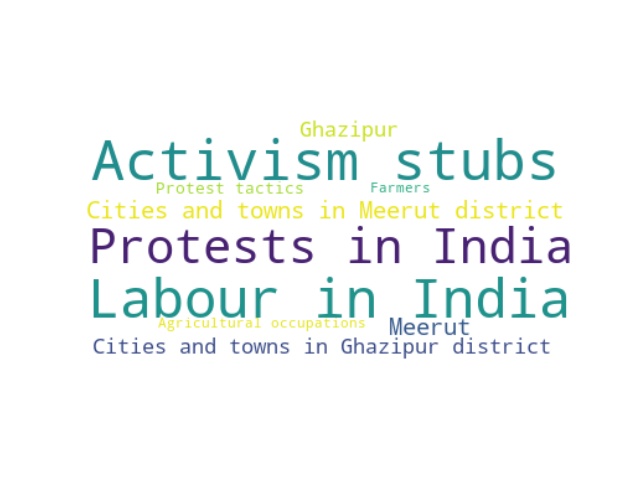 Ghazipur
Activism stubs
Protest tactics Farmers
Cities and towns in Meerut district
Protests in India
Labour in India
Agricultural occupations Meerut
Cities and towns in Ghazipur district